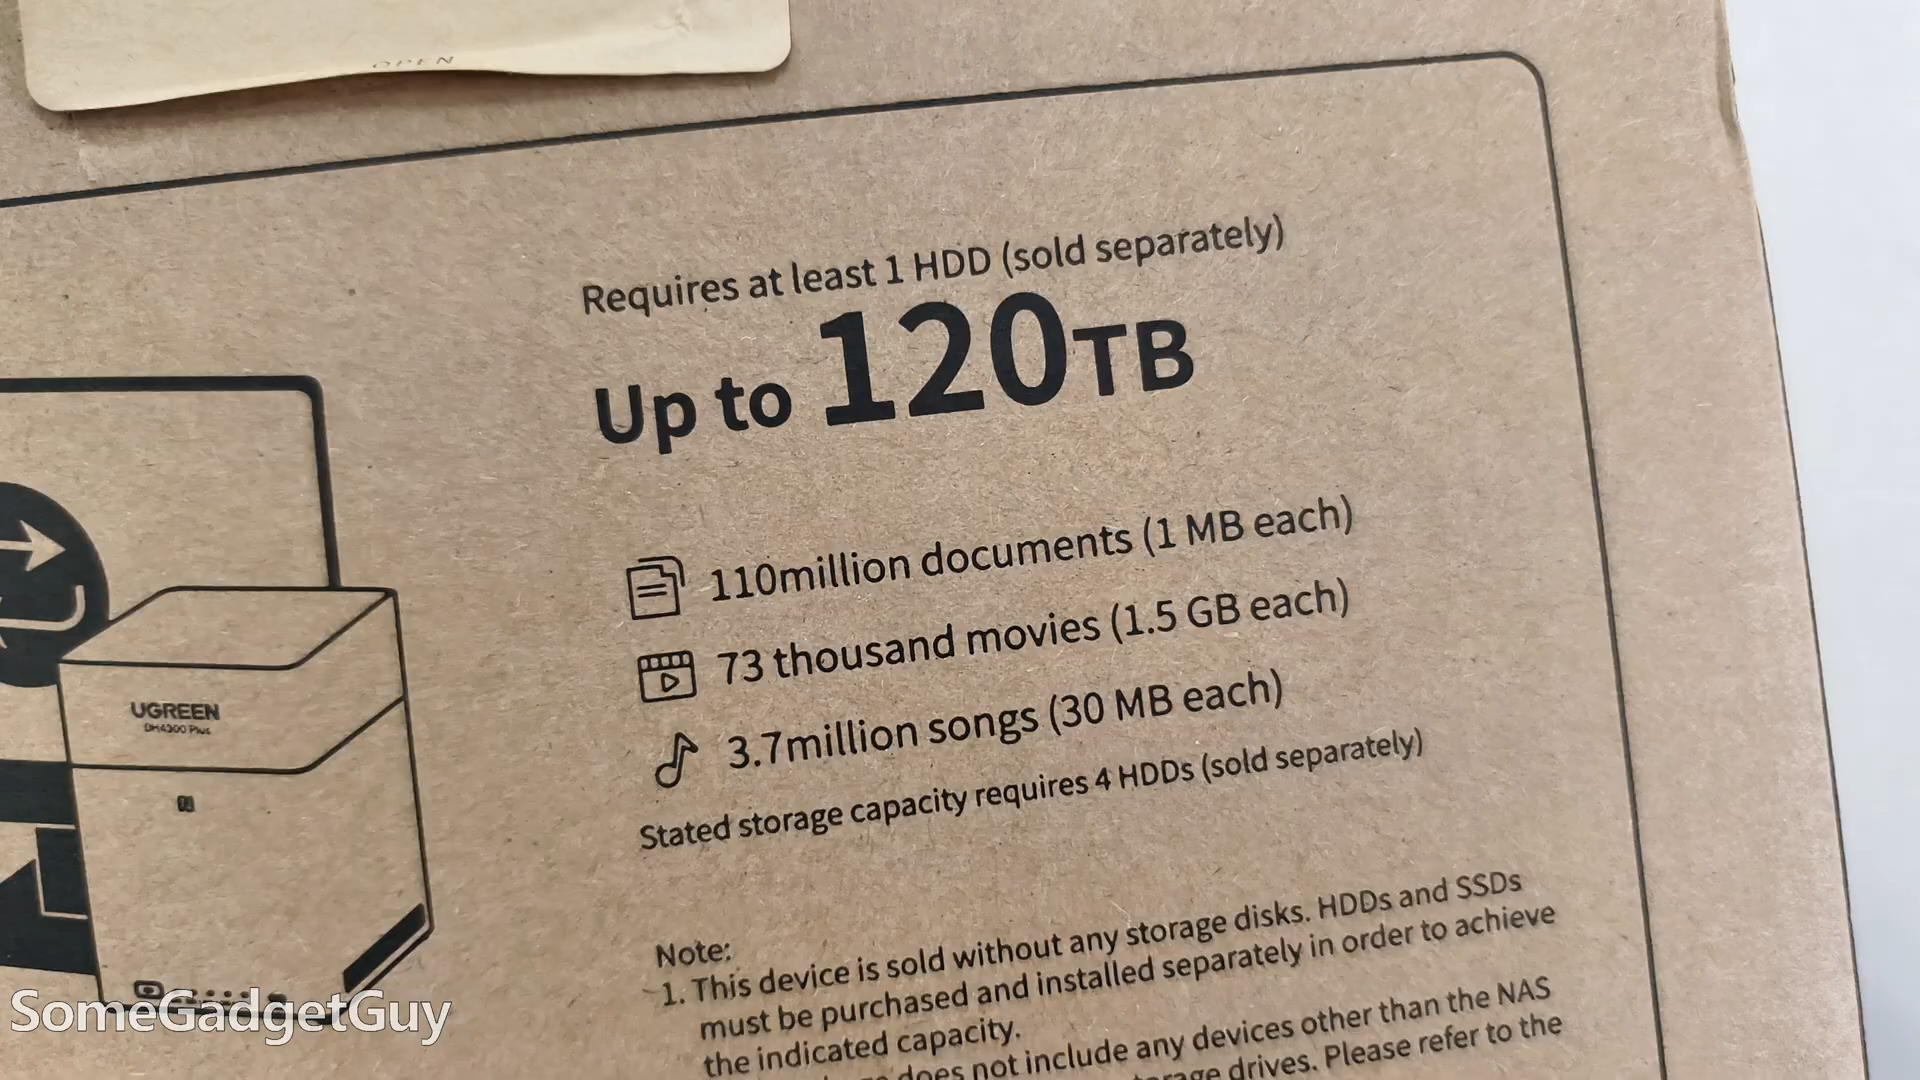 OPEN
Requires at least 1 HDD (sold separately)
Up to 120TB
110million documents (1 MB each)
73 thousand movies (1.5 GB each)
3.7million songs (30 MB each)
Stated storage capacity requires 4 HDDs (sold separately)
UGREEN
DH4300 Plus
Note:
1. This device is sold without any storage disks. HDDs and SSDs
must be purchased and installed separately in order to achieve
the indicated capacity.
does not include any devices other than the NAS
drives. Please refer to the
SomeGadgetGuy